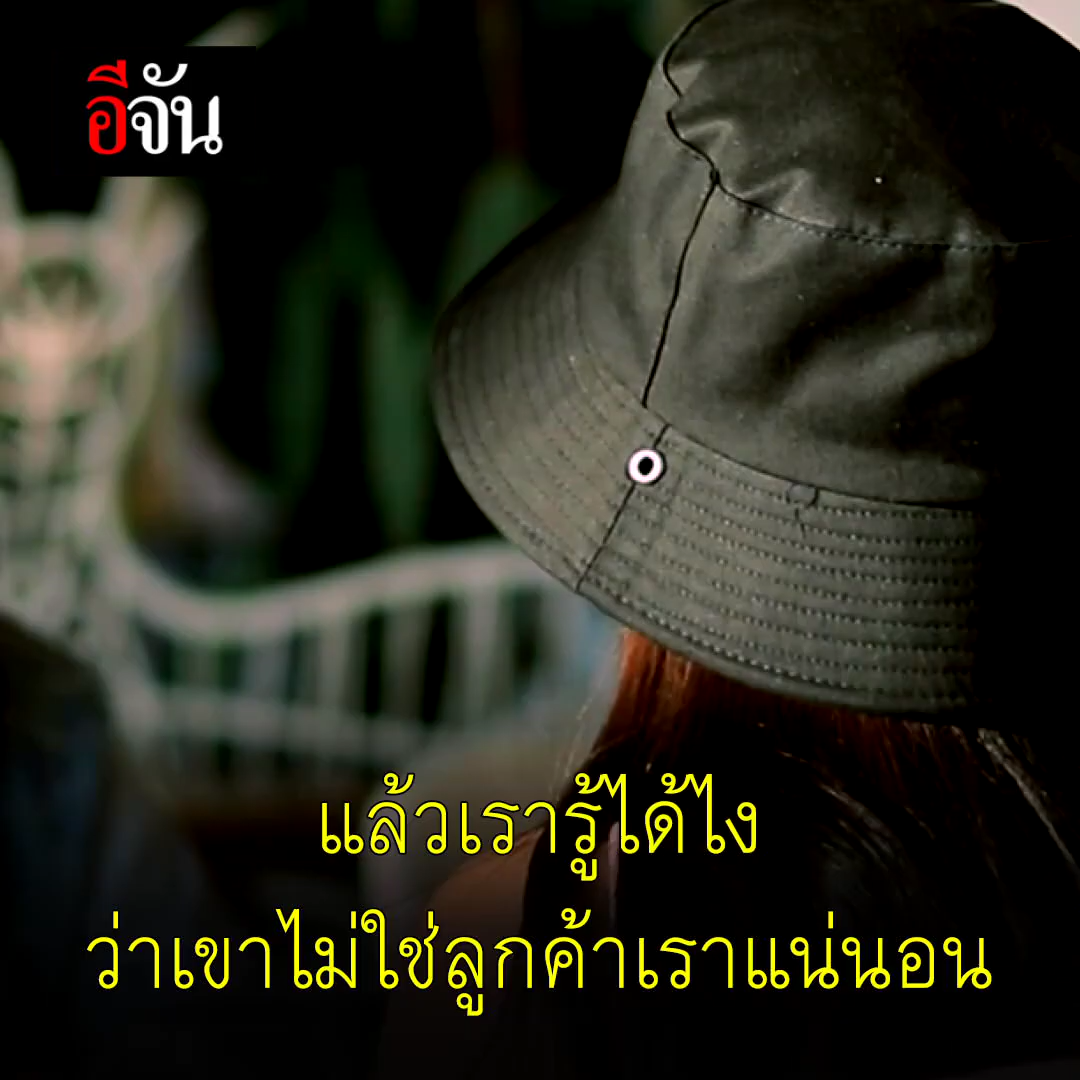 อีจัน
แล้วเรารู้ได้ไง
ว่าเขาไม่ใช่ลูกค้าเราแน่นอน